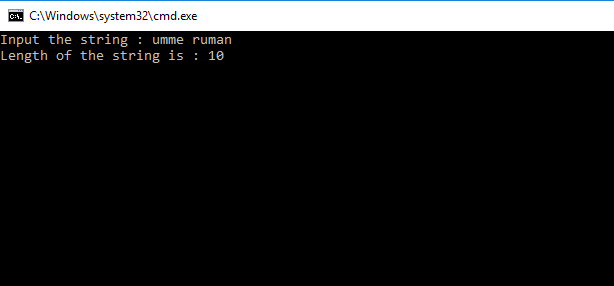 C:\Windows\system32\cmd.exe
Input the string : umme ruman
Length of the string is : 10